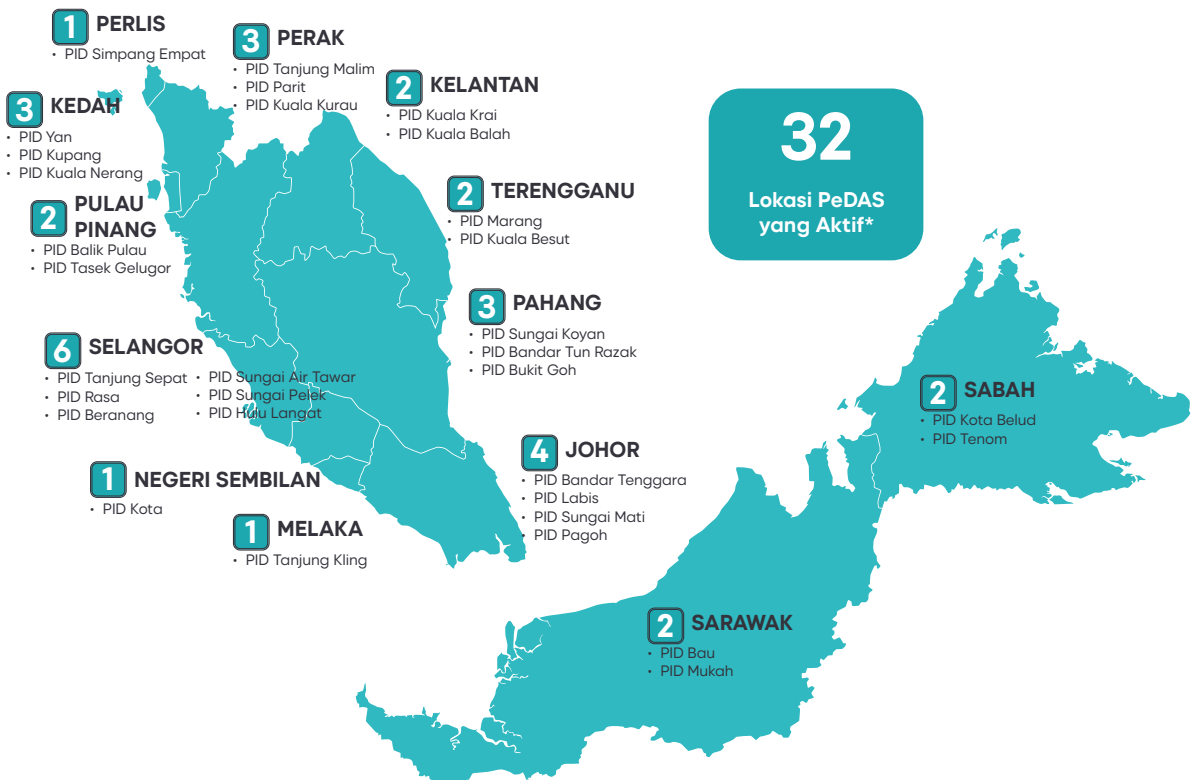 1 PERLIS
• PID Simpang Empat
3 PERAK
• PID Tanjung Malim
• PID Parit
• PID Kuala Kurau
2 KELANTAN
• PID Kuala Krai
• PID Kuala Balah
3 KEDAH
• PID Yan
• PID Kupang
• PID Kuala Nerang
32
Lokasi PeDAS
yang Aktif*
2 PULAU
PINANG
• PID Balik Pulau
• PID Tasek Gelugor
2 TERENGGANU
• PID Marang
• PID Kuala Besut
3 PAHANG
• PID Sungai Koyan
• PID Bandar Tun Razak
• PID Bukit Goh
6 SELANGOR
• PID Tanjung Sepat
• PID Rasa
• PID Beranang
• PID Sungai Air Tawar
• PID Sungai Pelek
• PID Hulu Langat
2 SABAH
• PID Kota Belud
• PID Tenom
4 JOHOR
• PID Bandar Tenggara
• PID Labis
• PID Sungai Mati
• PID Pagoh
1 NEGERI SEMBILAN
• PID Kota
1 MELAKA
• PID Tanjung Kling
2 SARAWAK
• PID Bau
• PID Mukah